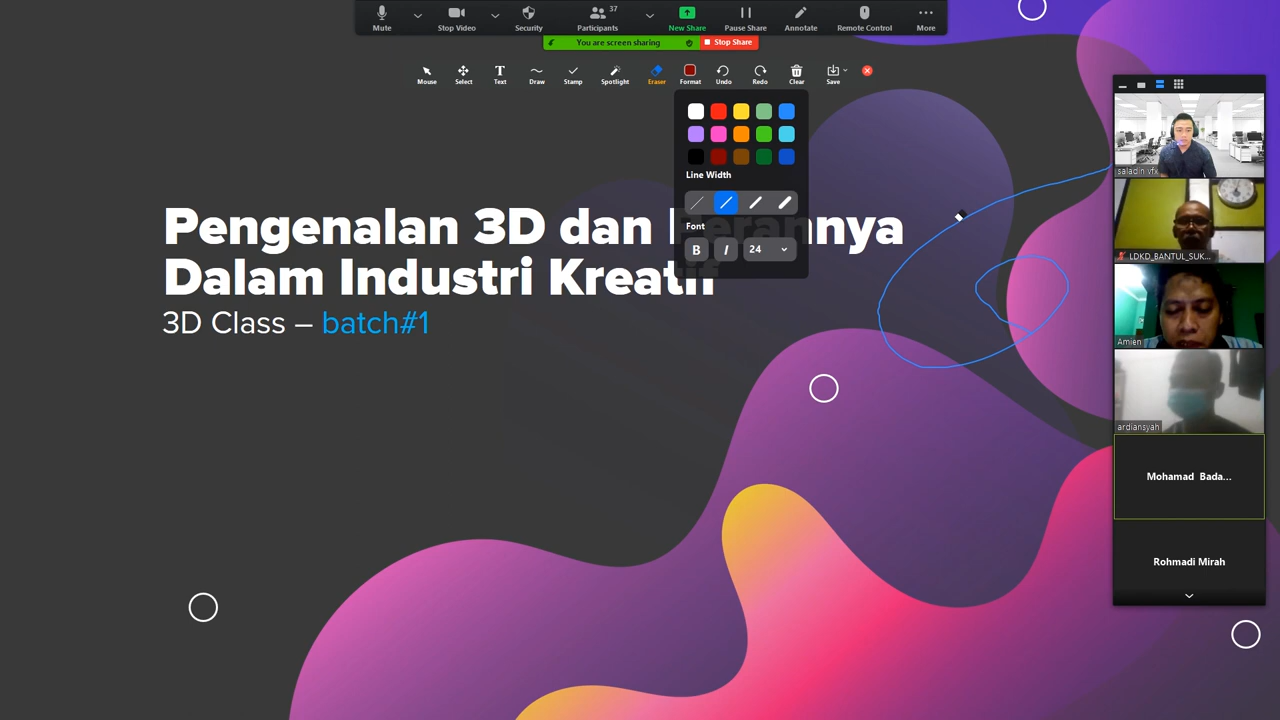 37
Mute
Stop Video
Security
Participants
New Share
Pause Share
Annotate
Remote Control
More
You are screen sharing
Stop Share
Mouse
Select
Text
Draw
Stamp
Spotlight
Eraser
Format
Undo
Redo
Clear
Save
Line Width
Font
B I 24
Pengenalan 3D dan Perannya
Dalam Industri Kreatif
3D Class – batch#1
saladin vfx
LDKD_BANTUL_SUK...
Amien
ardiansyah
Mohamad Bada...
Rohmadi Mirah